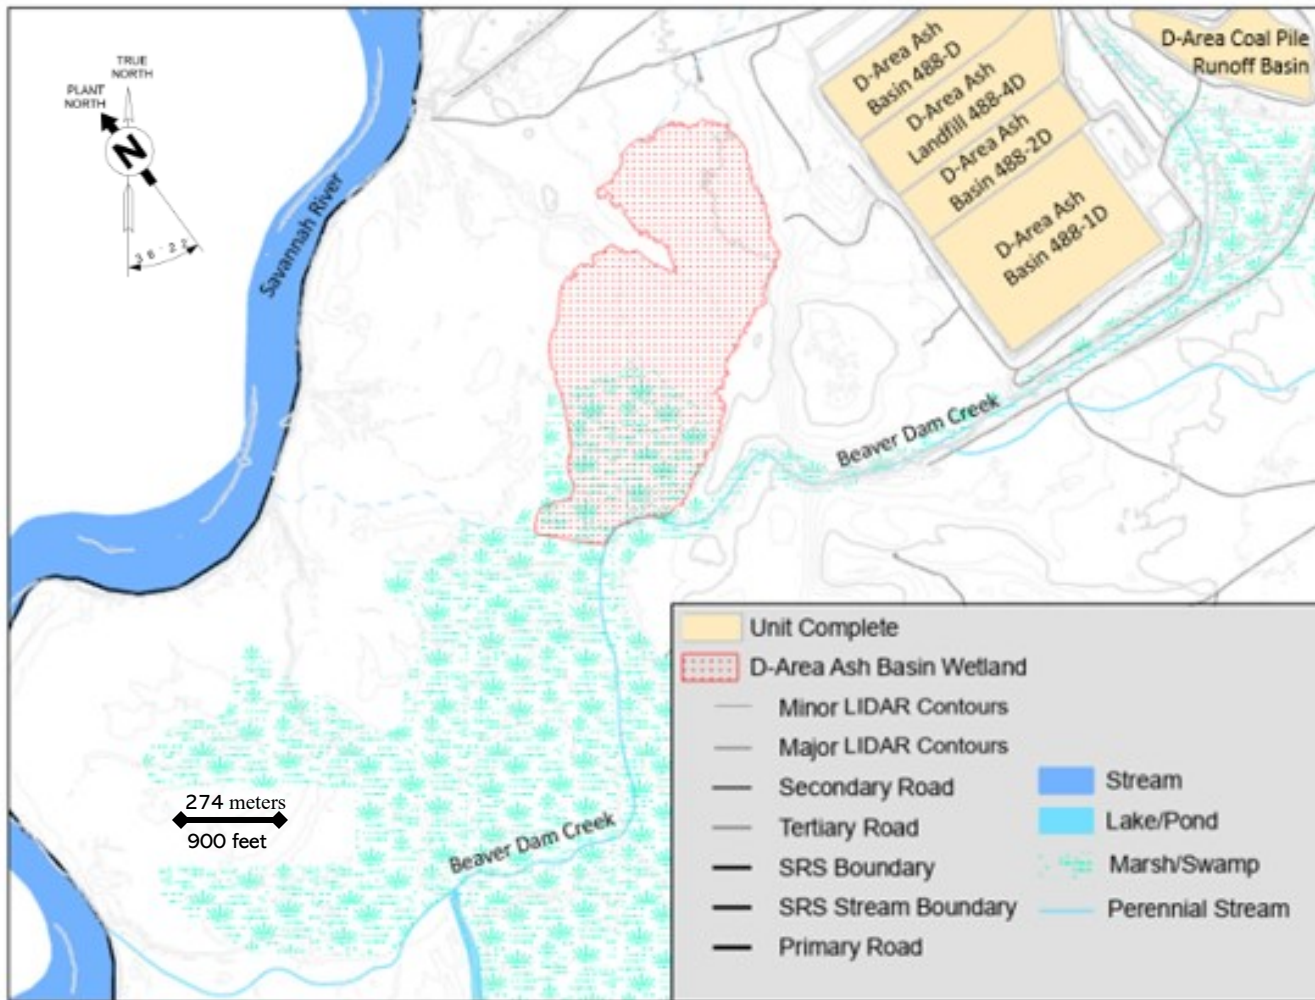 TRUE
NORTH
PLANT
NORTH
N
36°22'
Savannah River
D-Area Ash
Basin 488-D
D-Area Ash
Landfill 488-4D
D-Area Ash
Basin 488-2D
D-Area Ash
Basin 488-1D
D-Area Coal Pile
Runoff Basin
Beaver Dam Creek
Beaver Dam Creek
274 meters
900 feet
Unit Complete
D-Area Ash Basin Wetland
Minor LIDAR Contours
Major LIDAR Contours
Secondary Road
Tertiary Road
SRS Boundary
SRS Stream Boundary
Primary Road
Stream
Lake/Pond
Marsh/Swamp
Perennial Stream